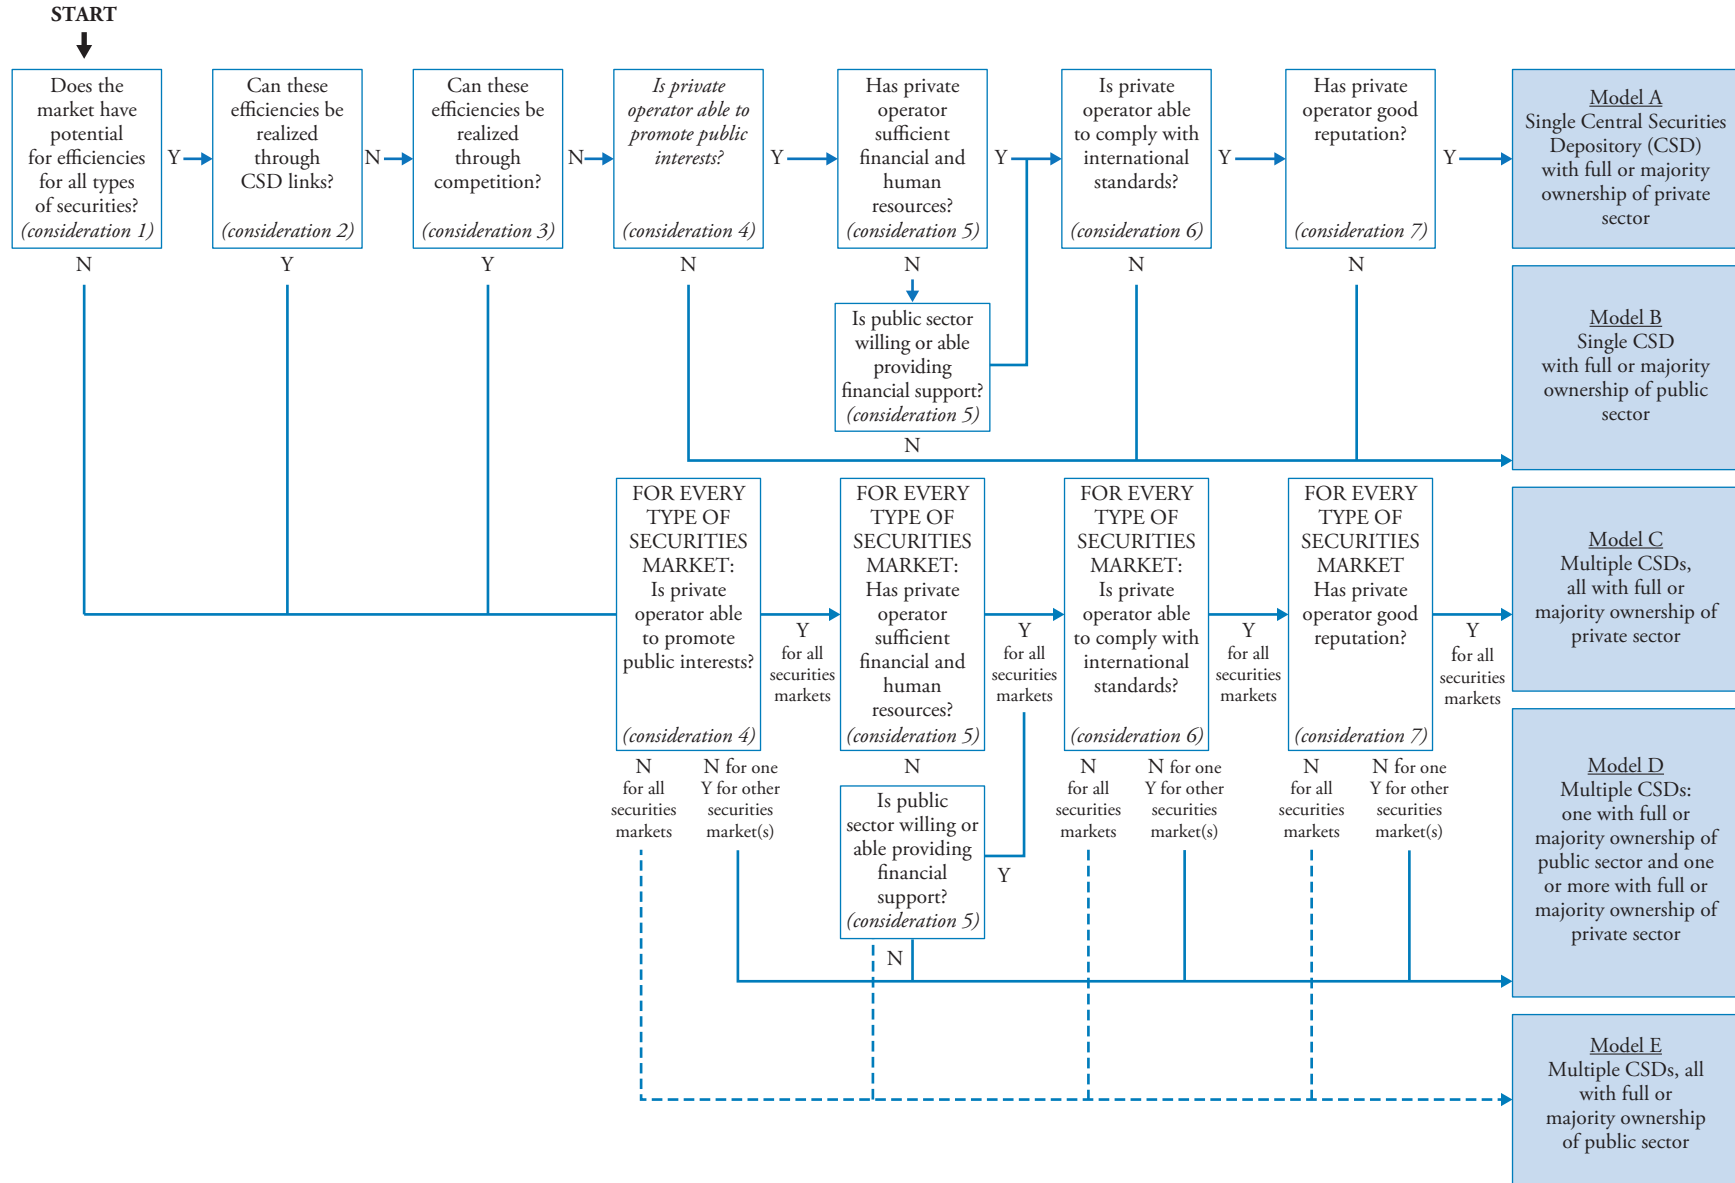 START
Does the
market have
potential
for efficiencies
for all types
of securities?
(consideration 1)
Y
N
Can these
efficiencies be
realized
through
CSD links?
(consideration 2)
N
Y
Can these
efficiencies be
realized
through
competition?
(consideration 3)
N
Y
Is private
operator able to
promote public
interests?
(consideration 4)
Y
N
Has private
operator
sufficient
financial and
human
resources?
(consideration 5)
Y
N
Is public sector
willing or able
providing
financial support?
(consideration 5)
N
Is private
operator able
to comply with
international
standards?
(consideration 6)
Y
N
Has private
operator good
reputation?
(consideration 7)
Y
N
Model A
Single Central Securities
Depository (CSD)
with full or majority
ownership of private
sector
Model B
Single CSD
with full or majority
ownership of public
sector
FOR EVERY
TYPE OF
SECURITIES
MARKET:
Is private
operator able
to promote
public interests?
(consideration 4)
Y
for all
securities
markets
N
for all
securities
markets
N for one
Y for other
securities
market(s)
FOR EVERY
TYPE OF
SECURITIES
MARKET:
Has private
operator
sufficient
financial and
human
resources?
(consideration 5)
Y
for all
securities
markets
N
Is public
sector willing or
able providing
financial
support?
(consideration 5)
Y
N
FOR EVERY
TYPE OF
SECURITIES
MARKET:
Is private
operator able
to comply with
international
standards?
(consideration 6)
Y
for all
securities
markets
N
for all
securities
markets
N for one
Y for other
securities
market(s)
FOR EVERY
TYPE OF
SECURITIES
MARKET
Has private
operator good
reputation?
(consideration 7)
Y
for all
securities
markets
N
for all
securities
markets
N for one
Y for other
securities
market(s)
Model C
Multiple CSDs,
all with full or
majority ownership of
private sector
Model D
Multiple CSDs:
one with full or
majority ownership of
public sector and one
or more with full or
majority ownership of
private sector
Model E
Multiple CSDs, all
with full or
majority ownership
of public sector